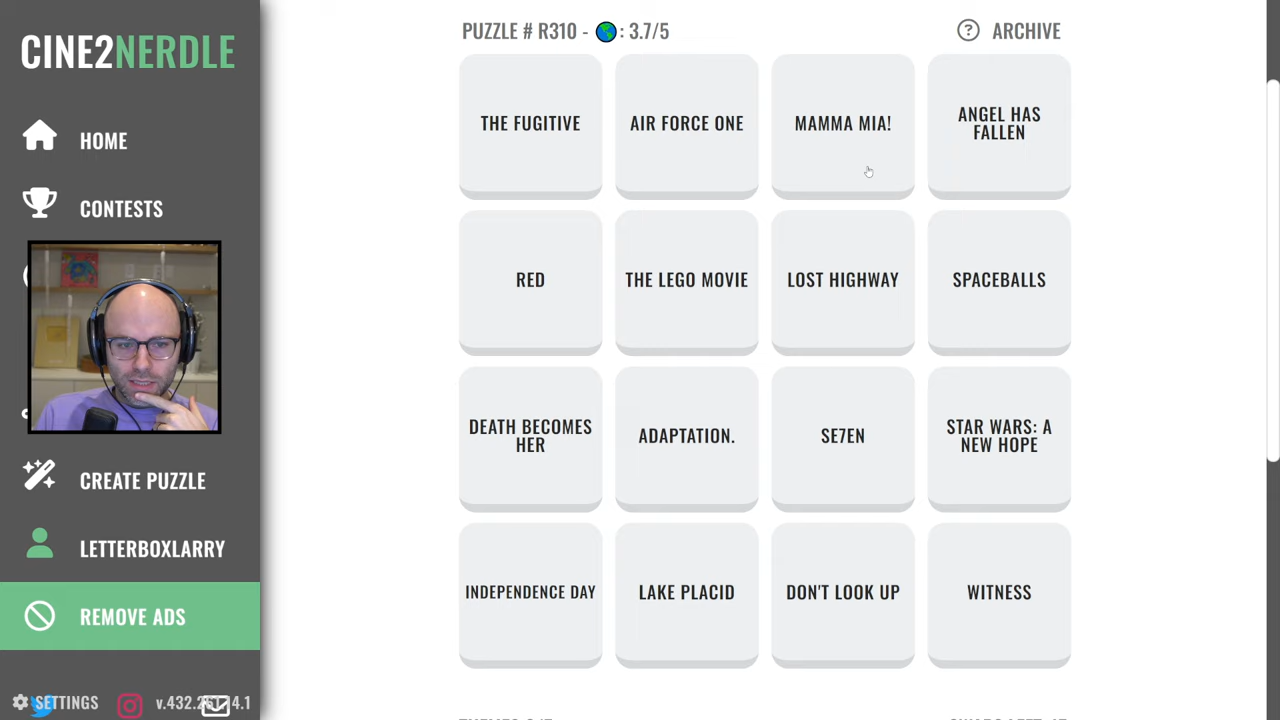 CINE2NERDLE
PUZZLE # R310 - : 3.7/5
? ARCHIVE
THE FUGITIVE
AIR FORCE ONE
MAMMA MIA!
ANGEL HAS
FALLEN
HOME
CONTESTS
RED
THE LEGO MOVIE
LOST HIGHWAY
SPACEBALLS
DEATH BECOMES
HER
ADAPTATION.
SE7EN
STAR WARS: A
NEW HOPE
CREATE PUZZLE
LETTERBOXLARRY
INDEPENDENCE DAY
LAKE PLACID
DON'T LOOK UP
WITNESS
REMOVE ADS
SETTINGS